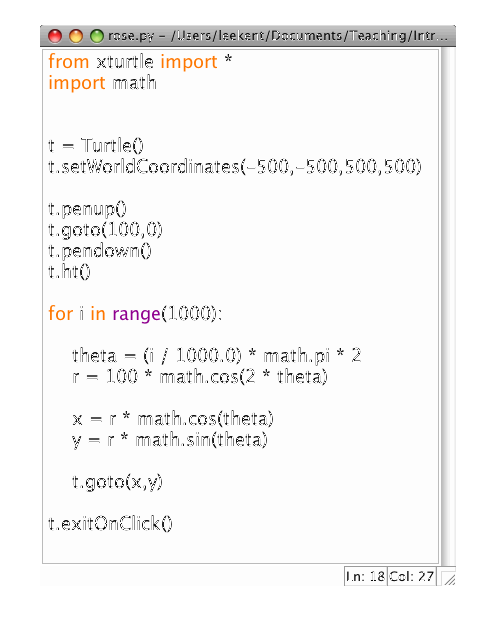 rose.py – /Users/leekent/Documents/Teaching/Intr...
from xturtle import *
import math
t = Turtle()
t.setWorldCoordinates(–500,–500,500,500)
t.penup()
t.goto(100,0)
t.pendown()
t.ht()
for i in range(1000):
theta = (i / 1000.0) * math.pi * 2
r = 100 * math.cos(2 * theta)
x = r * math.cos(theta)
y = r * math.sin(theta)
t.goto(x,y)
t.exitOnClick()
Ln: 18 Col: 27